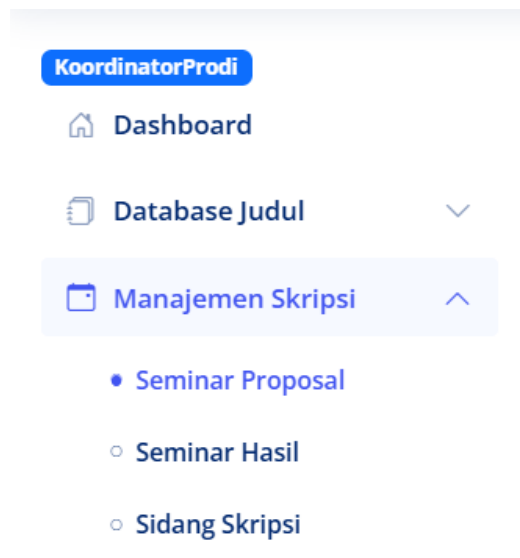 KoordinatorProdi
Dashboard
Database Judul
Manajemen Skripsi
Seminar Proposal
Seminar Hasil
Sidang Skripsi